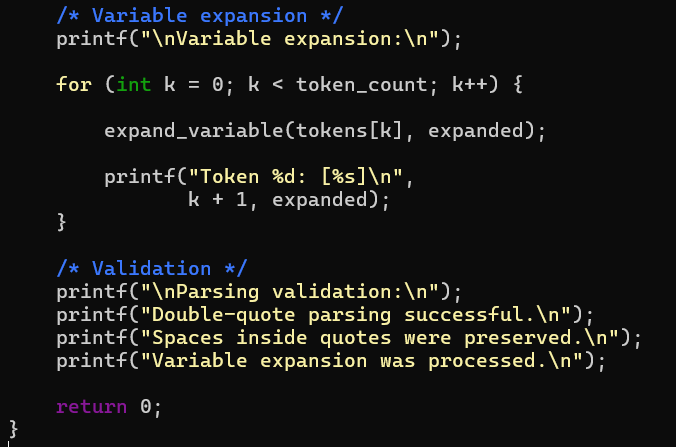 /* Variable expansion */
printf("\nVariable expansion:\n");
for (int k = 0; k < token_count; k++) {
expand_variable(tokens[k], expanded);
printf("Token %d: [%s]\n",
k + 1, expanded);
}
/* Validation */
printf("\nParsing validation:\n");
printf("Double-quote parsing successful.\n");
printf("Spaces inside quotes were preserved.\n");
printf("Variable expansion was processed.\n");
return 0;
}